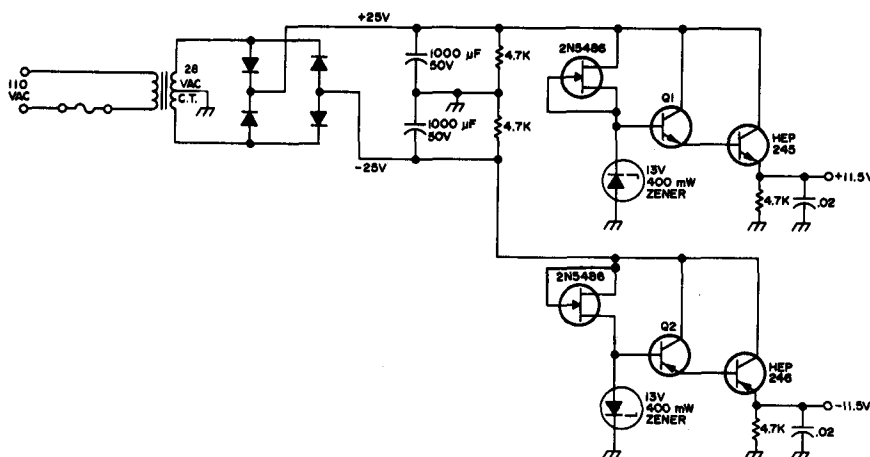 +25V
110
VAC
28
VAC
C.T.
1000 µF
50V
4.7K
1000 µF
50V
4.7K
-25V
2N5486
Q1
HEP
245
13V
400 mW
ZENER
+11.5V
4.7K
.02
2N5486
Q2
HEP
246
13V
400 mW
ZENER
-11.5V
4.7K
.02